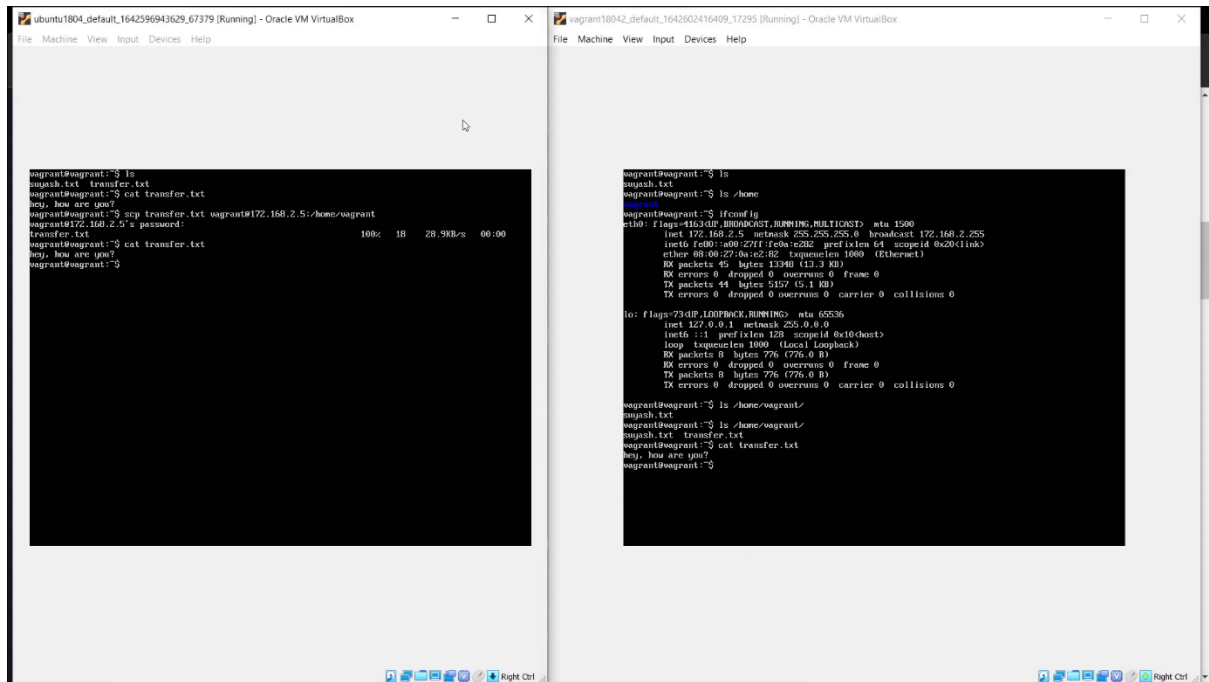 ubuntu1804_default_1642596943629_67379 [Running] - Oracle VM VirtualBox
File Machine View Input Devices Help
vagrant@vagrant:~$ ls
suyash.txt transfer.txt
vagrant@vagrant:~$ cat transfer.txt
hey, how are you?
vagrant@vagrant:~$ scp transfer.txt vagrant@172.168.2.5:/home/vagrant
vagrant@172.168.2.5's password:
transfer.txt 100% 18 28.9KB/s 00:00
vagrant@vagrant:~$ cat transfer.txt
hey, how are you?
vagrant@vagrant:~$
Right Ctrl
vagrant18042_default_1642602416409_17295 [Running] - Oracle VM VirtualBox
File Machine View Input Devices Help
vagrant@vagrant:~$ ls
suyash.txt
vagrant@vagrant:~$ ls /home
vagrant
vagrant@vagrant:~$ ifconfig
eth0: flags=4163<UP,BROADCAST,RUNNING,MULTICAST> mtu 1500
inet 172.168.2.5 netmask 255.255.255.0 broadcast 172.168.2.255
inet6 fe80::a00:27ff:fe0a:e282 prefixlen 64 scopeid 0x20<link>
ether 08:00:27:0a:e2:82 txqueuelen 1000 (Ethernet)
RX packets 45 bytes 13348 (13.3 KB)
RX errors 0 dropped 0 overruns 0 frame 0
TX packets 44 bytes 5157 (5.1 KB)
TX errors 0 dropped 0 overruns 0 carrier 0 collisions 0
lo: flags=73<UP,LOOPBACK,RUNNING> mtu 65536
inet 127.0.0.1 netmask 255.0.0.0
inet6 ::1 prefixlen 128 scopeid 0x10<host>
loop txqueuelen 1000 (Local Loopback)
RX packets 8 bytes 776 (776.0 B)
RX errors 0 dropped 0 overruns 0 frame 0
TX packets 8 bytes 776 (776.0 B)
TX errors 0 dropped 0 overruns 0 carrier 0 collisions 0
vagrant@vagrant:~$ ls /home/vagrant/
suyash.txt
vagrant@vagrant:~$ ls /home/vagrant/
suyash.txt transfer.txt
vagrant@vagrant:~$ cat transfer.txt
hey, how are you?
vagrant@vagrant:~$
Right Ctrl